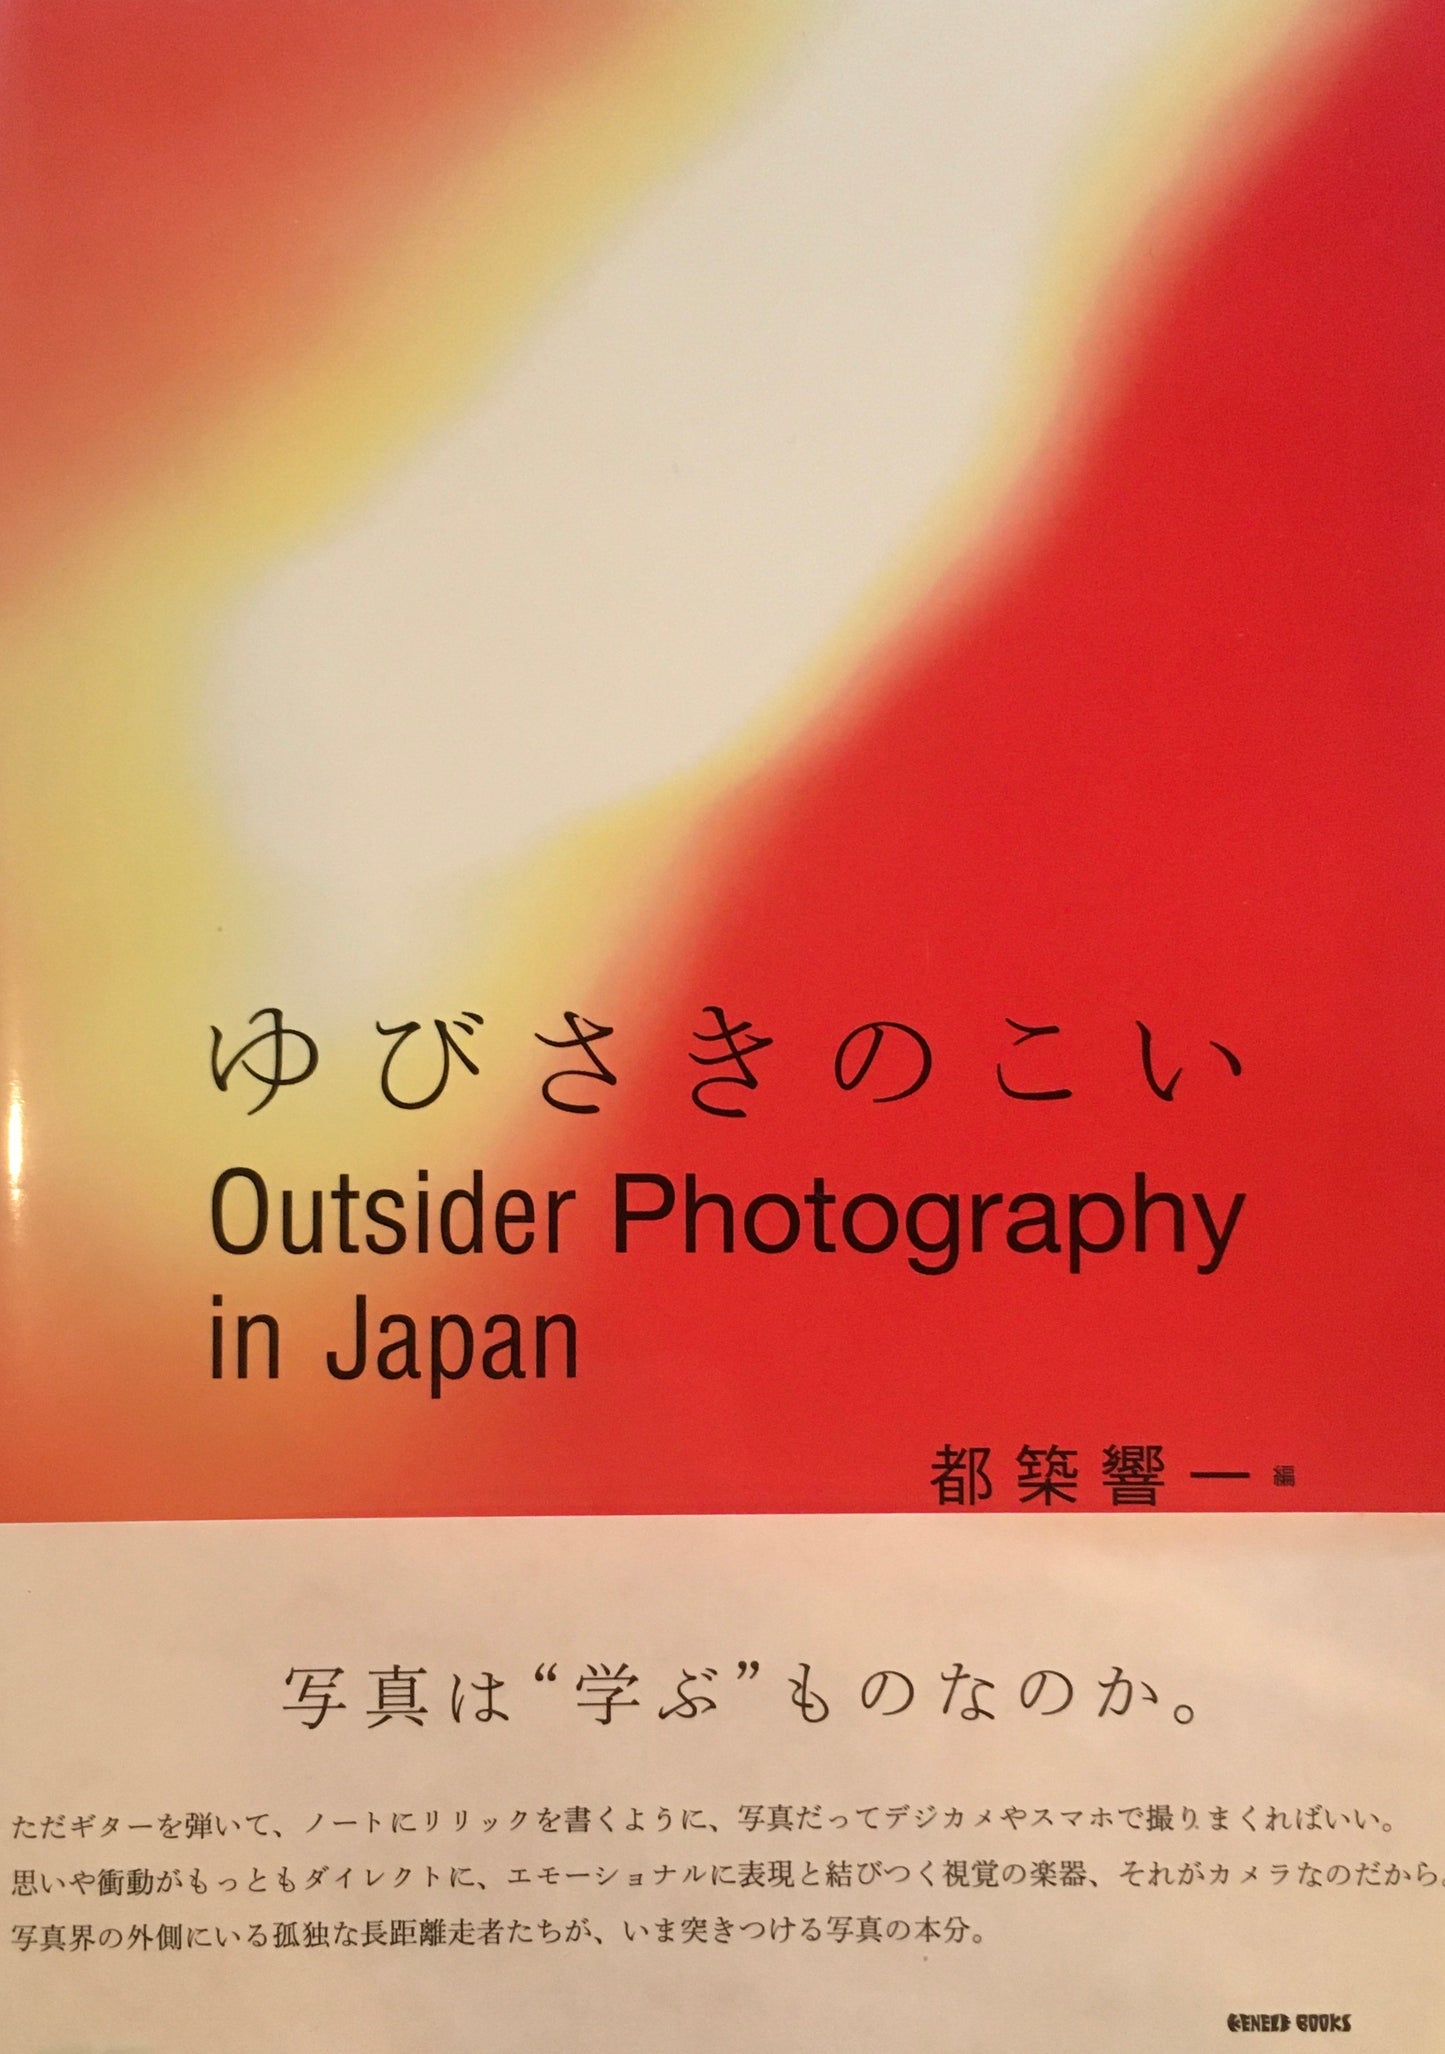 ゆびさきのこい
Outsider Photography
in Japan
都築響一 編
写真は“学ぶ”ものなのか。
ただギターを弾いて、ノートにリリックを書くように、写真だってデジカメやスマホで撮りまくればいい。
思いや衝動がもっともダイレクトに、エモーショナルに表現と結びつく視覚の楽器、それがカメラなのだから。
写真界の外側にいる孤独な長距離走者たちが、いま突きつける写真の本分。
KENELE BOOKS